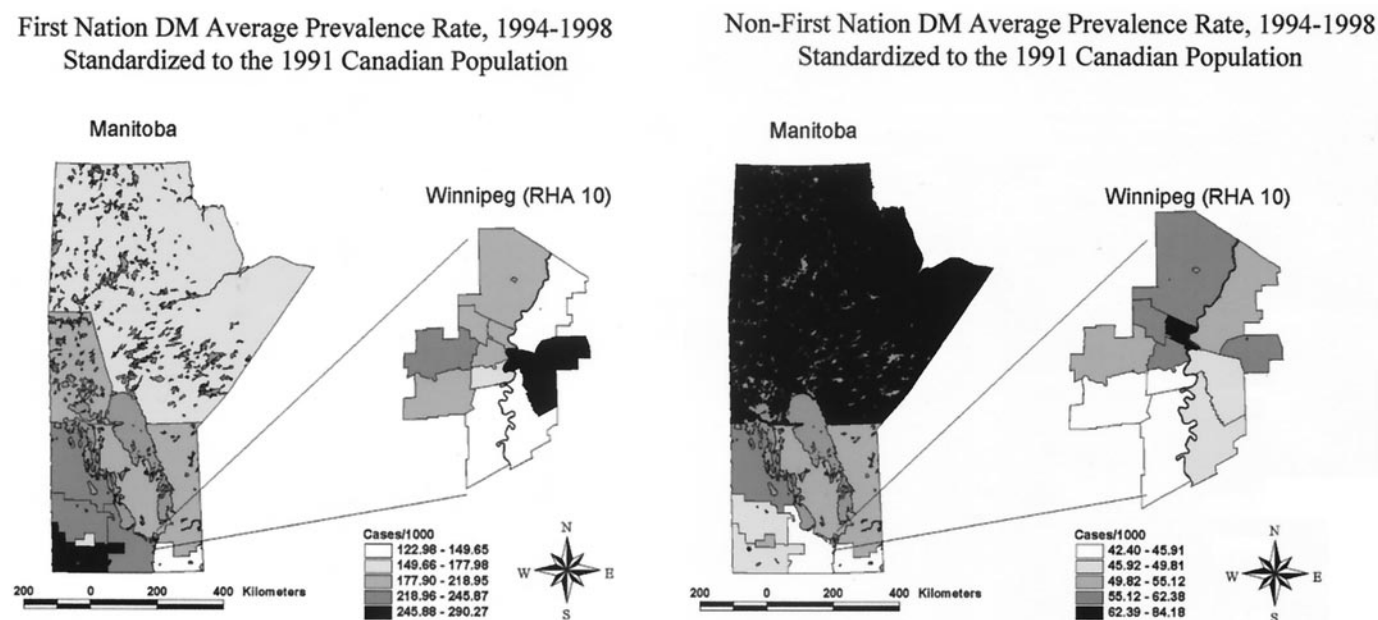 First Nation DM Average Prevalence Rate, 1994-1998
Standardized to the 1991 Canadian Population
Manitoba
Winnipeg (RHA 10)
Cases/1000
122.98 - 149.65
149.66 - 177.98
177.90 - 218.95
218.96 - 245.87
245.88 - 290.27
N
W E
S
200 0 200 400 Kilometers
Non-First Nation DM Average Prevalence Rate, 1994-1998
Standardized to the 1991 Canadian Population
Manitoba
Winnipeg (RHA 10)
Cases/1000
42.40 - 45.91
45.92 - 49.81
49.82 - 55.12
55.12 - 62.38
62.39 - 84.18
N
W E
S
200 0 200 400 Kilometers